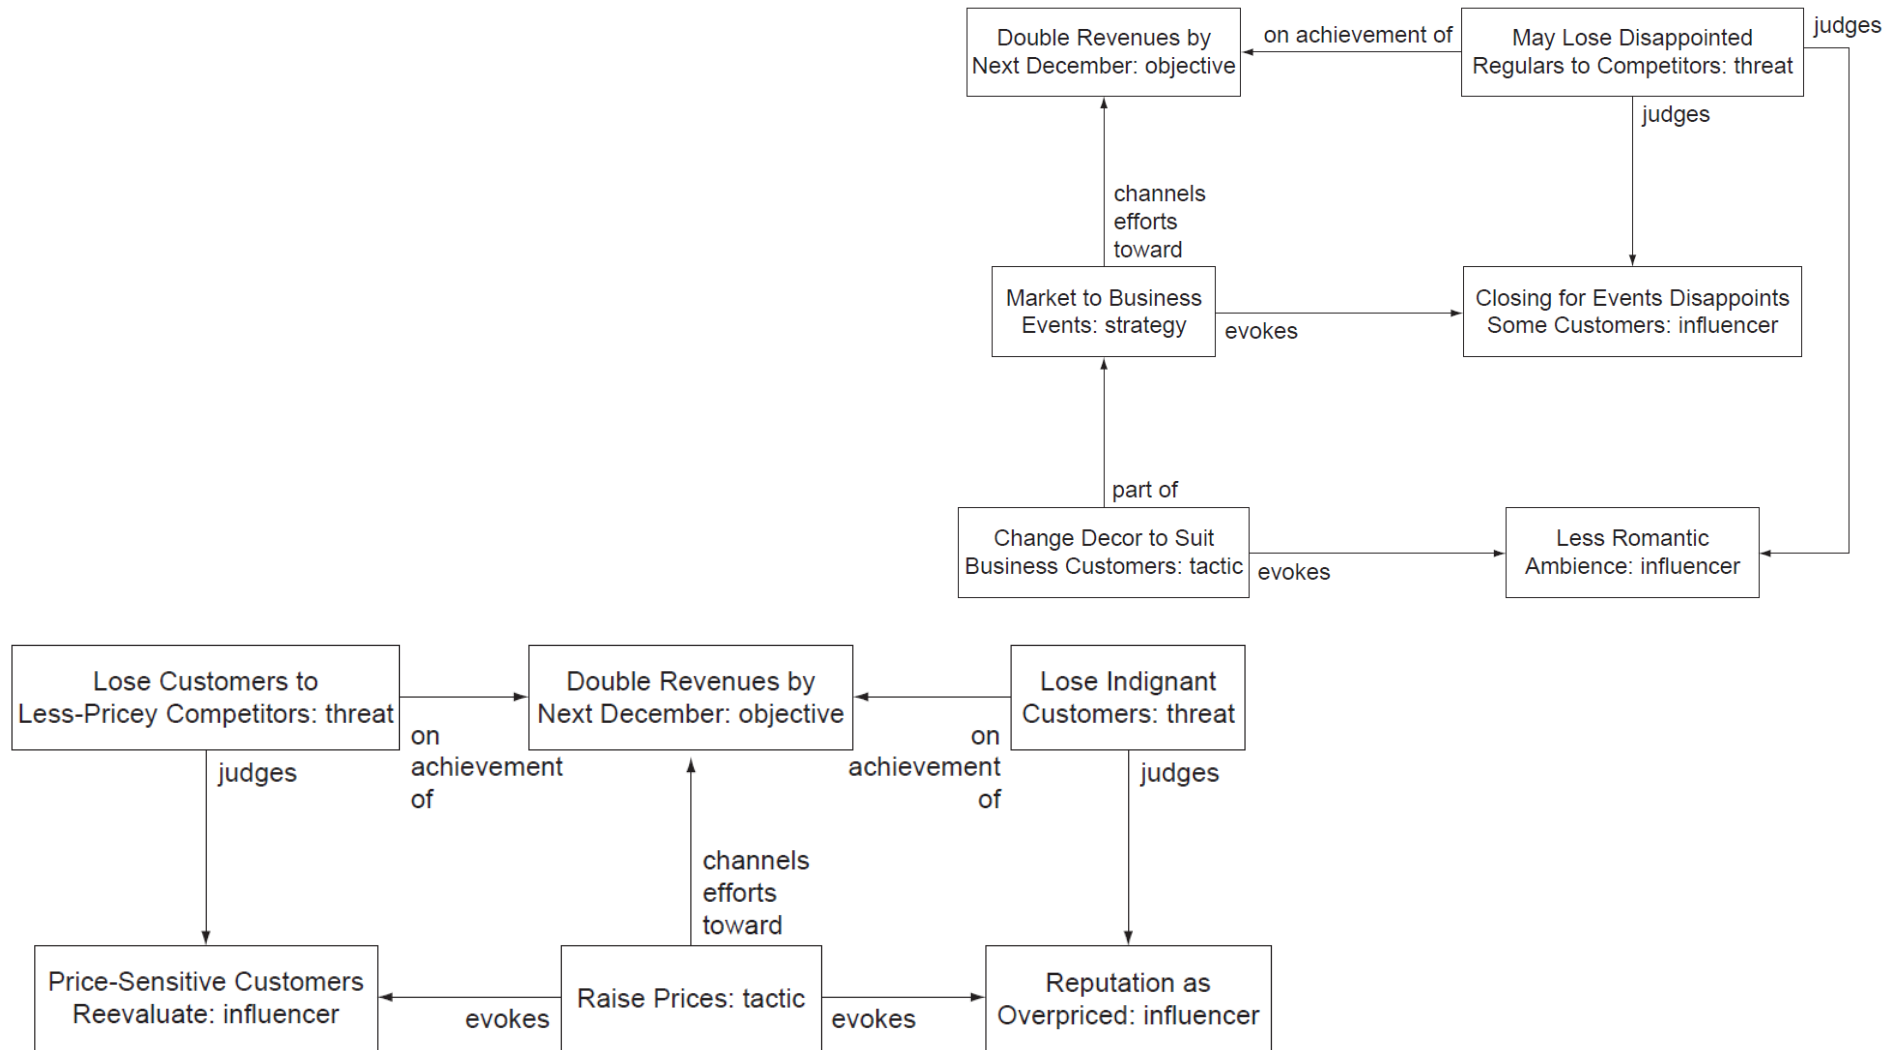 Double Revenues by
Next December: objective
on achievement of
May Lose Disappointed
Regulars to Competitors: threat
judges
judges
channels
efforts
toward
Market to Business
Events: strategy
evokes
Closing for Events Disappoints
Some Customers: influencer
part of
Change Decor to Suit
Business Customers: tactic
evokes
Less Romantic
Ambience: influencer
Lose Customers to
Less-Pricey Competitors: threat
on
achievement
of
judges
Double Revenues by
Next December: objective
on
achievement
of
Lose Indignant
Customers: threat
judges
channels
efforts
toward
Price-Sensitive Customers
Reevaluate: influencer
evokes
Raise Prices: tactic
evokes
Reputation as
Overpriced: influencer